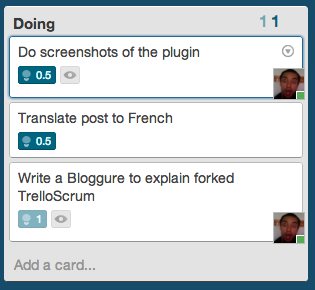 Doing 1 1
Do screenshots of the plugin
0.5
Translate post to French
0.5
Write a Bloggure to explain forked
TrelloScrum
1
Add a card...